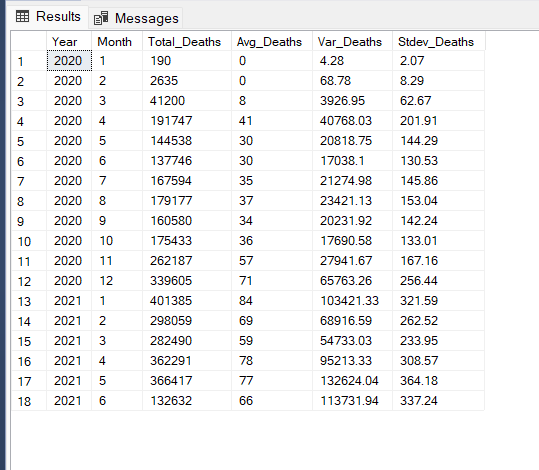 Results Messages
Year Month Total_Deaths Avg_Deaths Var_Deaths Stdev_Deaths
1 2020 1 190 0 4.28 2.07
2 2020 2 2635 0 68.78 8.29
3 2020 3 41200 8 3926.95 62.67
4 2020 4 191747 41 40768.03 201.91
5 2020 5 144538 30 20818.75 144.29
6 2020 6 137746 30 17038.1 130.53
7 2020 7 167594 35 21274.98 145.86
8 2020 8 179177 37 23421.13 153.04
9 2020 9 160580 34 20231.92 142.24
10 2020 10 175433 36 17690.58 133.01
11 2020 11 262187 57 27941.67 167.16
12 2020 12 339605 71 65763.26 256.44
13 2021 1 401385 84 103421.33 321.59
14 2021 2 298059 69 68916.59 262.52
15 2021 3 282490 59 54733.03 233.95
16 2021 4 362291 78 95213.33 308.57
17 2021 5 366417 77 132624.04 364.18
18 2021 6 132632 66 113731.94 337.24